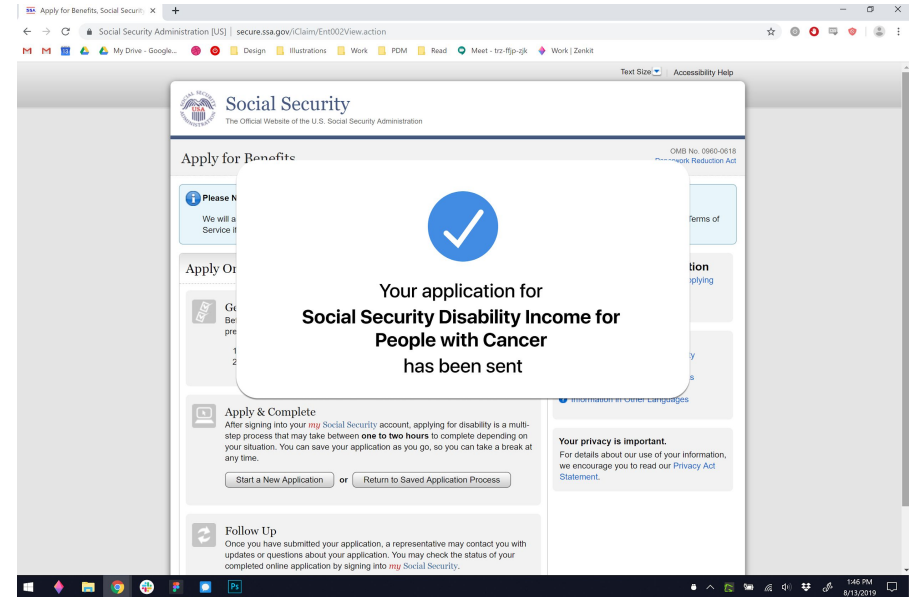 Apply for Benefits, Social Securit
Social Security Administration [US] | secure.ssa.gov/iClaim/Ent002View.action
My Drive - Google...
Design
Illustrations
Work
PDM
Read
Meet - trz-ffjp-zjk
Work | Zenkit
Text Size
Accessibility Help
USA
Social Security
The Official Website of the U.S. Social Security Administration
Apply for Benefits
OMB No. 0960-0618
Paperwork Reduction Act
Please N
We will a
Terms of
Service if
Apply On
Ge
Be
pre
1
2
Your application for
Social Security Disability Income for
People with Cancer
has been sent
tion
pplying
y
s
Information in Other Languages
Apply & Complete
After signing into your my Social Security account, applying for disability is a multi-
step process that may take between one to two hours to complete depending on
your situation. You can save your application as you go, so you can take a break at
any time.
Start a New Application or Return to Saved Application Process
Your privacy is important.
For details about our use of your information,
we encourage you to read our Privacy Act
Statement.
Follow Up
Once you have submitted your application, a representative may contact you with
updates or questions about your application. You may check the status of your
completed online application by signing into my Social Security.
Ps
1:46 PM
8/13/2019